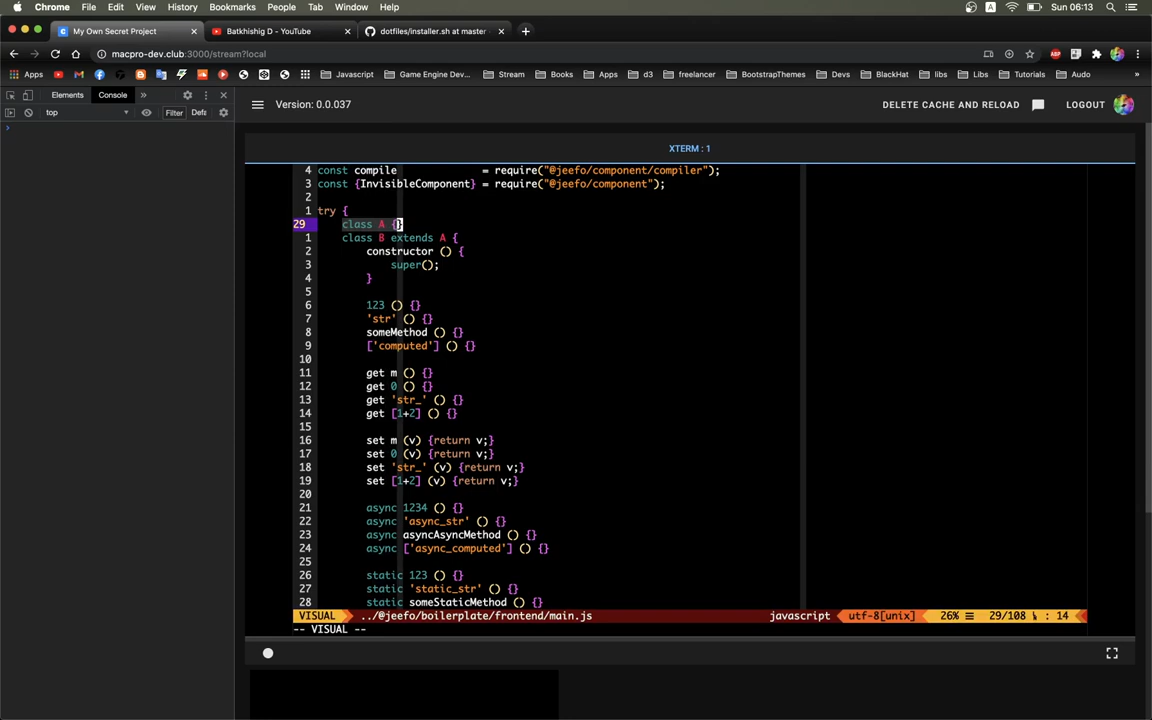 Chrome File Edit View History Bookmarks People Tab Window Help A Sun 06:13
My Own Secret Project × Batkhishig D - YouTube × dotfiles/installer.sh at master × +
macpro-dev.club:3000/stream?local ABP
Apps Javascript Game Engine Dev... Stream Books Apps d3 freelancer BootstrapThemes Devs BlackHat libs Libs Tutorials Audo »
Elements Console »
top Filter Defa
Version: 0.0.037 DELETE CACHE AND RELOAD LOGOUT
XTERM : 1
4 const compile = require("@jeefo/component/compiler");
3 const {InvisibleComponent} = require("@jeefo/component");
2
1 try {
29 class A {}
1 class B extends A {
2 constructor () {
3 super();
4 }
5
6 123 () {}
7 'str' () {}
8 someMethod () {}
9 ['computed'] () {}
10
11 get m () {}
12 get 0 () {}
13 get 'str_' () {}
14 get [1+2] () {}
15
16 set m (v) {return v;}
17 set 0 (v) {return v;}
18 set 'str_' (v) {return v;}
19 set [1+2] (v) {return v;}
20
21 async 1234 () {}
22 async 'async_str' () {}
23 async asyncAsyncMethod () {}
24 async ['async_computed'] () {}
25
26 static 123 () {}
27 static 'static_str' () {}
28 static someStaticMethod () {}
VISUAL ../@jeefo/boilerplate/frontend/main.js javascript utf-8[unix] 26% ☰ 29/108 : 14
-- VISUAL --